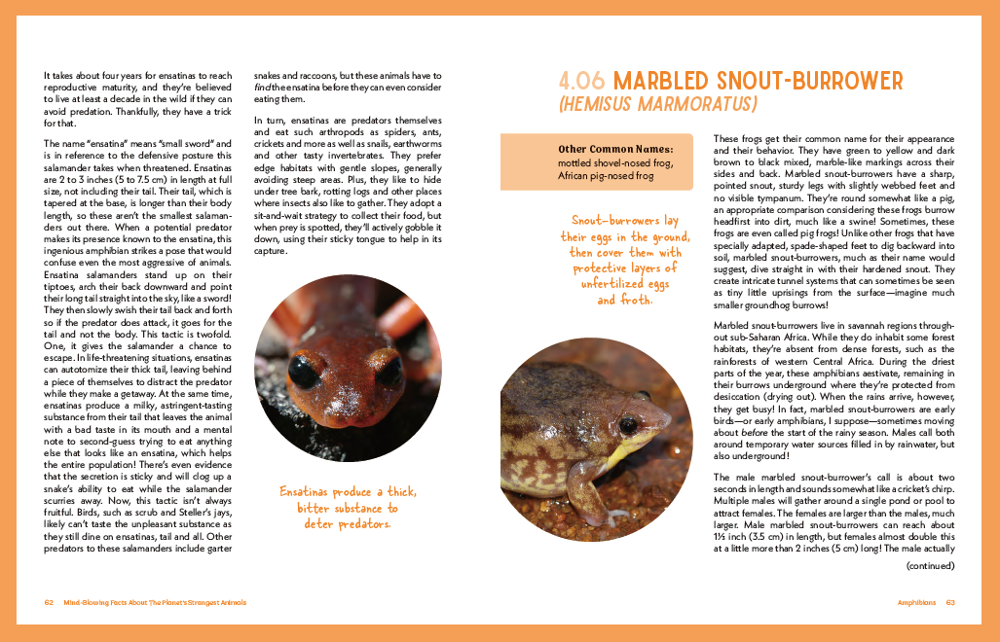 It takes about four years for ensatinas to reach
reproductive maturity, and they're believed
to live at least a decade in the wild if they can
avoid predation. Thankfully, they have a trick
for that.
The name "ensatina" means "small sword" and
is in reference to the defensive posture this
salamander takes when threatened. Ensatinas
are 2 to 3 inches (5 to 7.5 cm) in length at full
size, not including their tail. Their tail, which is
tapered at the base, is longer than their body
length, so these aren't the smallest salaman-
ders out there. When a potential predator
makes its presence known to the ensatina, this
ingenious amphibian strikes a pose that would
confuse even the most aggressive of animals.
Ensatina salamanders stand up on their
tiptoes, arch their back downward and point
their long tail straight into the sky, like a sword!
They then slowly swish their tail back and forth
so if the predator does attack, it goes for the
tail and not the body. This tactic is twofold.
One, it gives the salamander a chance to
escape. In life-threatening situations, ensatinas
can autotomize their thick tail, leaving behind
a piece of themselves to distract the predator
while they make a getaway. At the same time,
ensatinas produce a milky, astringent-tasting
substance from their tail that leaves the animal
with a bad taste in its mouth and a mental
note to second-guess trying to eat anything
else that looks like an ensatina, which helps
the entire population! There's even evidence
that the secretion is sticky and will clog up a
snake's ability to eat while the salamander
scurries away. Now, this tactic isn't always
fruitful. Birds, such as scrub and Steller's jays,
likely can't taste the unpleasant substance as
they still dine on ensatinas, tail and all. Other
predators to these salamanders include garter
snakes and raccoons, but these animals have to
find the ensatina before they can even consider
eating them.
In turn, ensatinas are predators themselves
and eat such arthropods as spiders, ants,
crickets and more as well as snails, earthworms
and other tasty invertebrates. They prefer
edge habitats with gentle slopes, generally
avoiding steep areas. Plus, they like to hide
under tree bark, rotting logs and other places
where insects also like to gather. They adopt a
sit-and-wait strategy to collect their food, but
when prey is spotted, they'll actively gobble it
down, using their sticky tongue to help in its
capture.
Ensatinas produce a thick,
bitter substance to
deter predators.
62 Mind-Blowing Facts About The Planet's Strangest Animals
4.06 MARBLED SNOUT-BURROWER
(HEMISUS MARMORATUS)
Other Common Names:
mottled shovel-nosed frog,
African pig-nosed frog
Snout-burrowers lay
their eggs in the ground,
then cover them with
protective layers of
unfertilized eggs
and froth.
These frogs get their common name for their appearance
and their behavior. They have green to yellow and dark
brown to black mixed, marble-like markings across their
sides and back. Marbled snout-burrowers have a sharp,
pointed snout, sturdy legs with slightly webbed feet and
no visible tympanum. They're round somewhat like a pig,
an appropriate comparison considering these frogs burrow
headfirst into dirt, much like a swine! Sometimes, these
frogs are even called pig frogs! Unlike other frogs that have
specially adapted, spade-shaped feet to dig backward into
soil, marbled snout-burrowers, much as their name would
suggest, dive straight in with their hardened snout. They
create intricate tunnel systems that can sometimes be seen
as tiny little uprisings from the surface—imagine much
smaller groundhog burrows!
Marbled snout-burrowers live in savannah regions through-
out sub-Saharan Africa. While they do inhabit some forest
habitats, they're absent from dense forests, such as the
rainforests of western Central Africa. During the driest
parts of the year, these amphibians aestivate, remaining in
their burrows underground where they're protected from
desiccation (drying out). When the rains arrive, however,
they get busy! In fact, marbled snout-burrowers are early
birds—or early amphibians, I suppose—sometimes moving
about before the start of the rainy season. Males call both
around temporary water sources filled in by rainwater, but
also underground!
The male marbled snout-burrower's call is about two
seconds in length and sounds somewhat like a cricket's chirp.
Multiple males will gather around a single pond or pool to
attract females. The females are larger than the males, much
larger. Male marbled snout-burrowers can reach about
1⅓ inch (3.5 cm) in length, but females almost double this
at a little more than 2 inches (5 cm) long! The male actually
(continued)
Amphibians 63